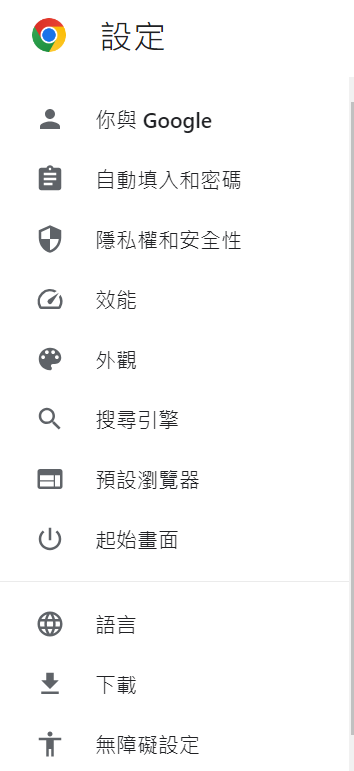 設定
你與 Google
自動填入和密碼
隱私權和安全性
效能
外觀
搜尋引擎
預設瀏覽器
起始畫面
語言
下載
無障礙設定